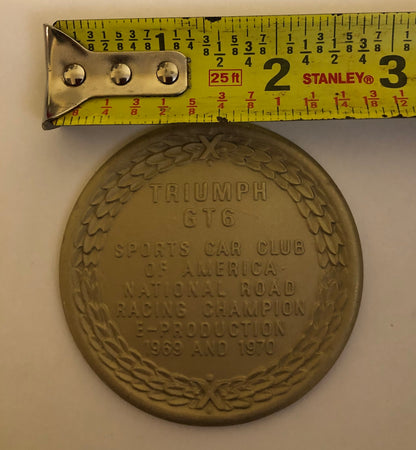 1 2 3
25 ft STANLEY®
TRIUMPH
GT6
SPORTS CAR CLUB
OF AMERICA
NATIONAL ROAD
RACING CHAMPION
E-PRODUCTION
1969 AND 1970